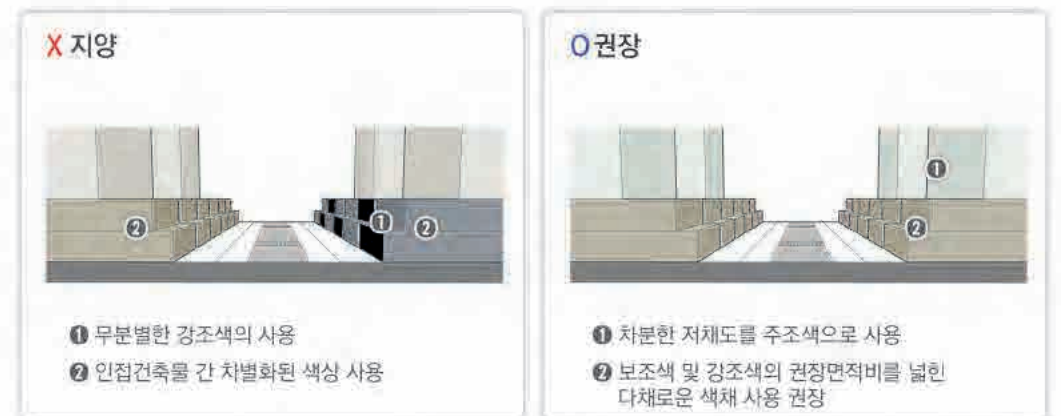 X 지양
❷
❶
❷
❶ 무분별한 강조색의 사용
❷ 인접건축물 간 차별화된 색상 사용
O 권장
❶
❷
❶ 차분한 저채도를 주조색으로 사용
❷ 보조색 및 강조색의 권장면적비를 넓힌
다채로운 색채 사용 권장